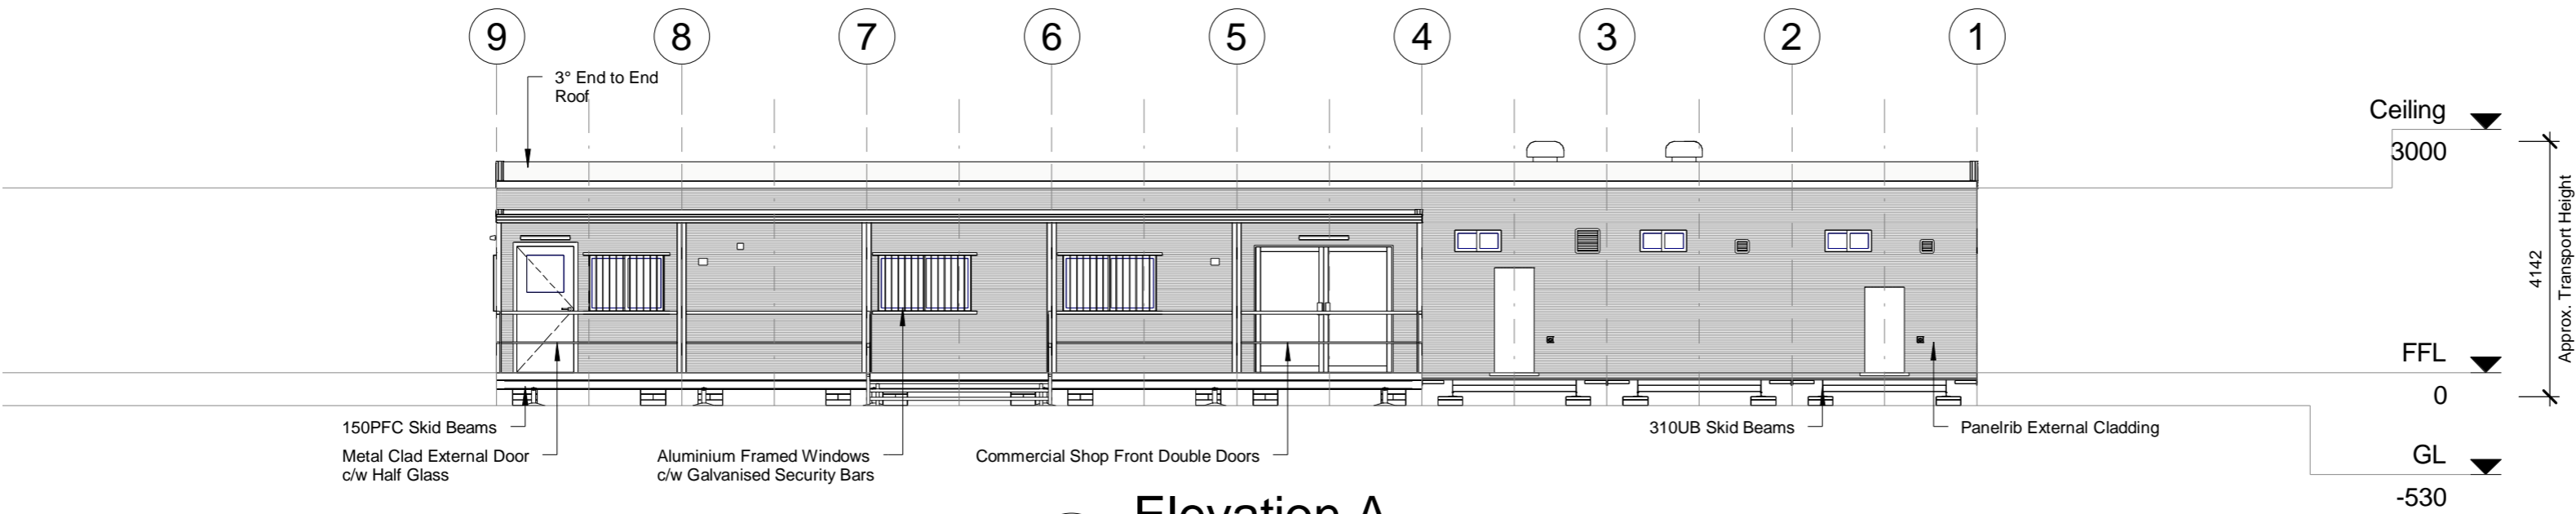 9 8 7 6 5 4 3 2 1
3° End to End
Roof
Ceiling
3000
4142
Approx. Transport Height
FFL
0
150PFC Skid Beams
310UB Skid Beams
Panelrib External Cladding
Metal Clad External Door
c/w Half Glass
Aluminium Framed Windows
c/w Galvanised Security Bars
Commercial Shop Front Double Doors
GL
-530
Elevation A